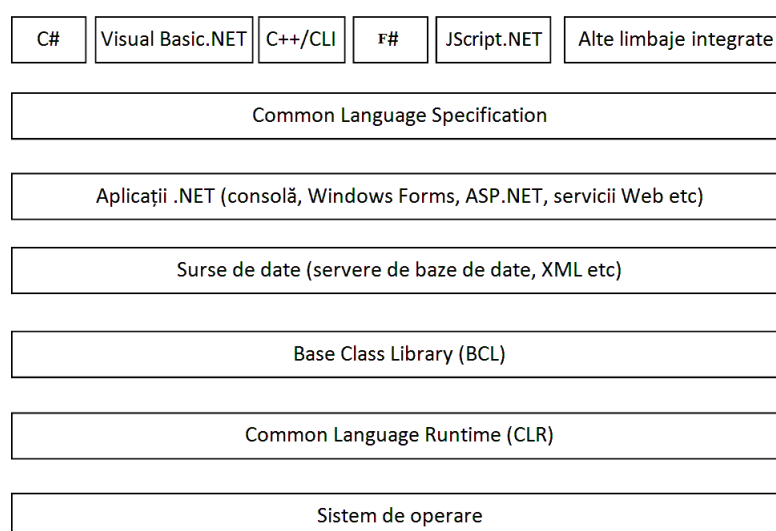 C# Visual Basic.NET C++/CLI F# JScript.NET Alte limbaje integrate
Common Language Specification
Aplicații .NET (consolă, Windows Forms, ASP.NET, servicii Web etc)
Surse de date (servere de baze de date, XML etc)
Base Class Library (BCL)
Common Language Runtime (CLR)
Sistem de operare